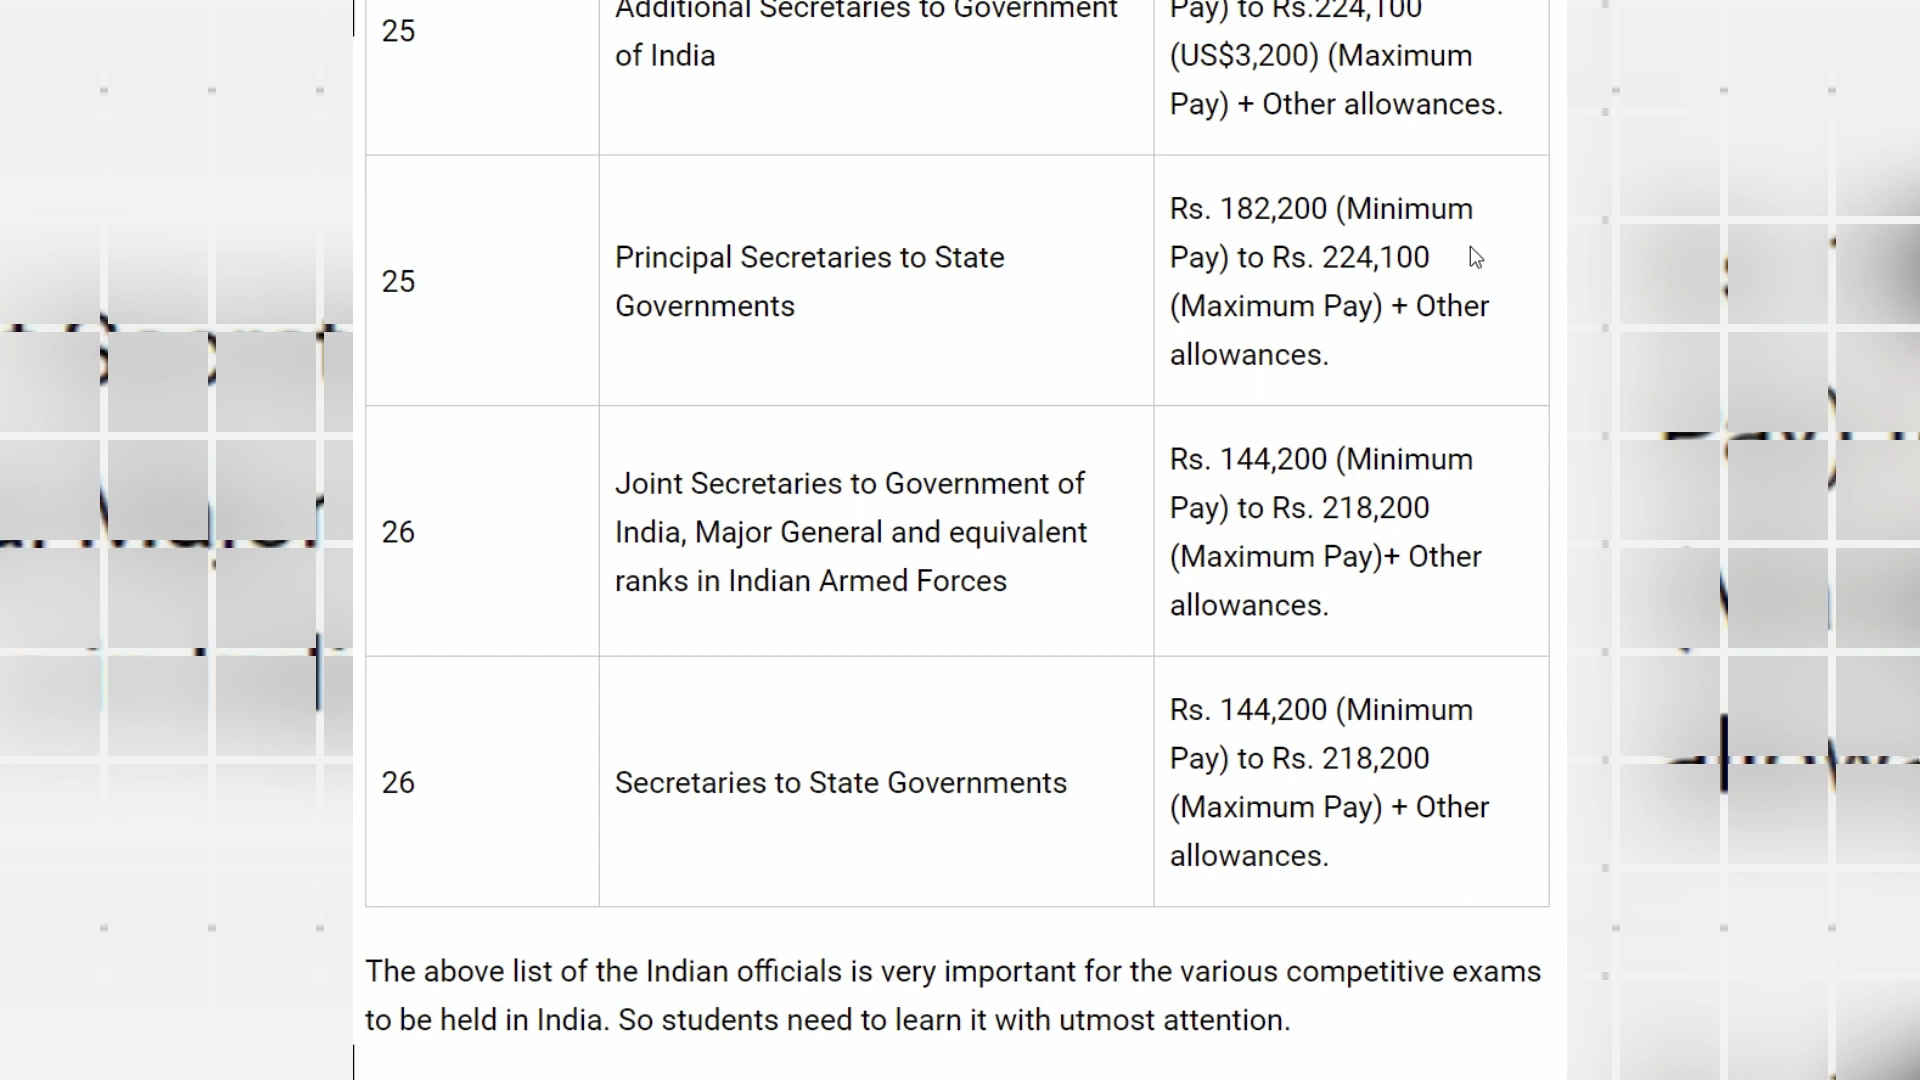 25
Additional Secretaries to Government
of India
Pay) to Rs.224,100
(US$3,200) (Maximum
Pay) + Other allowances.
25
Principal Secretaries to State
Governments
Rs. 182,200 (Minimum
Pay) to Rs. 224,100
(Maximum Pay) + Other
allowances.
26
Joint Secretaries to Government of
India, Major General and equivalent
ranks in Indian Armed Forces
Rs. 144,200 (Minimum
Pay) to Rs. 218,200
(Maximum Pay)+ Other
allowances.
26
Secretaries to State Governments
Rs. 144,200 (Minimum
Pay) to Rs. 218,200
(Maximum Pay) + Other
allowances.
The above list of the Indian officials is very important for the various competitive exams
to be held in India. So students need to learn it with utmost attention.